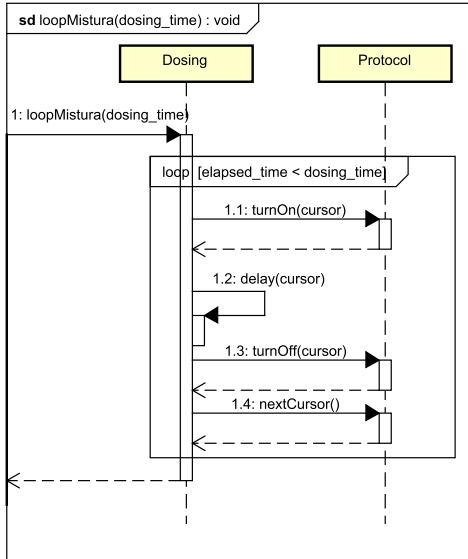 sd loopMistura(dosing_time) : void
Dosing
Protocol
1: loopMistura(dosing_time)
loop [elapsed_time < dosing_time]
1.1: turnOn(cursor)
1.2: delay(cursor)
1.3: turnOff(cursor)
1.4: nextCursor()